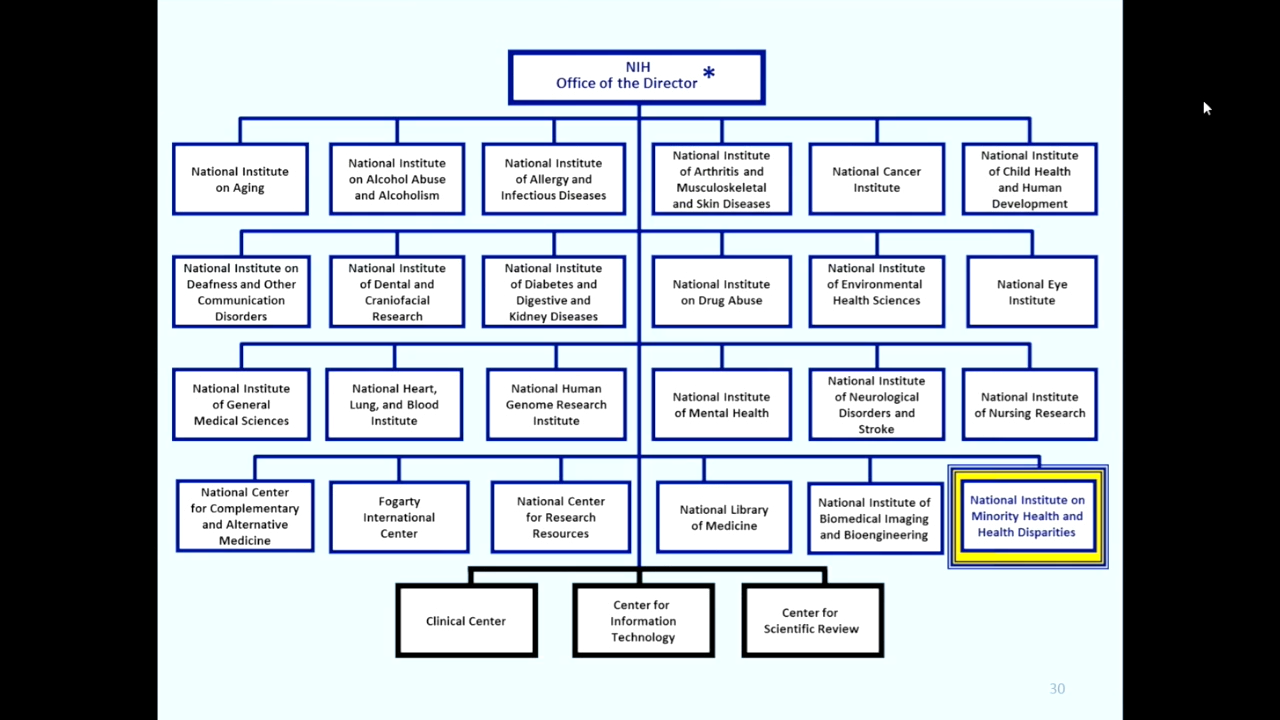 NIH
Office of the Director *
National Institute
on Aging
National Institute
on Alcohol Abuse
and Alcoholism
National Institute
of Allergy and
Infectious Diseases
National Institute
of Arthritis and
Musculoskeletal
and Skin Diseases
National Cancer
Institute
National Institute
of Child Health
and Human
Development
National Institute on
Deafness and Other
Communication
Disorders
National Institute
of Dental and
Craniofacial
Research
National Institute
of Diabetes and
Digestive and
Kidney Diseases
National Institute
on Drug Abuse
National Institute
of Environmental
Health Sciences
National Eye
Institute
National Institute
of General
Medical Sciences
National Heart,
Lung, and Blood
Institute
National Human
Genome Research
Institute
National Institute
of Mental Health
National Institute
of Neurological
Disorders and
Stroke
National Institute
of Nursing Research
National Center
for Complementary
and Alternative
Medicine
Fogarty
International
Center
National Center
for Research
Resources
National Library
of Medicine
National Institute of
Biomedical Imaging
and Bioengineering
National Institute on
Minority Health and
Health Disparities
Clinical Center
Center for
Information
Technology
Center for
Scientific Review
30